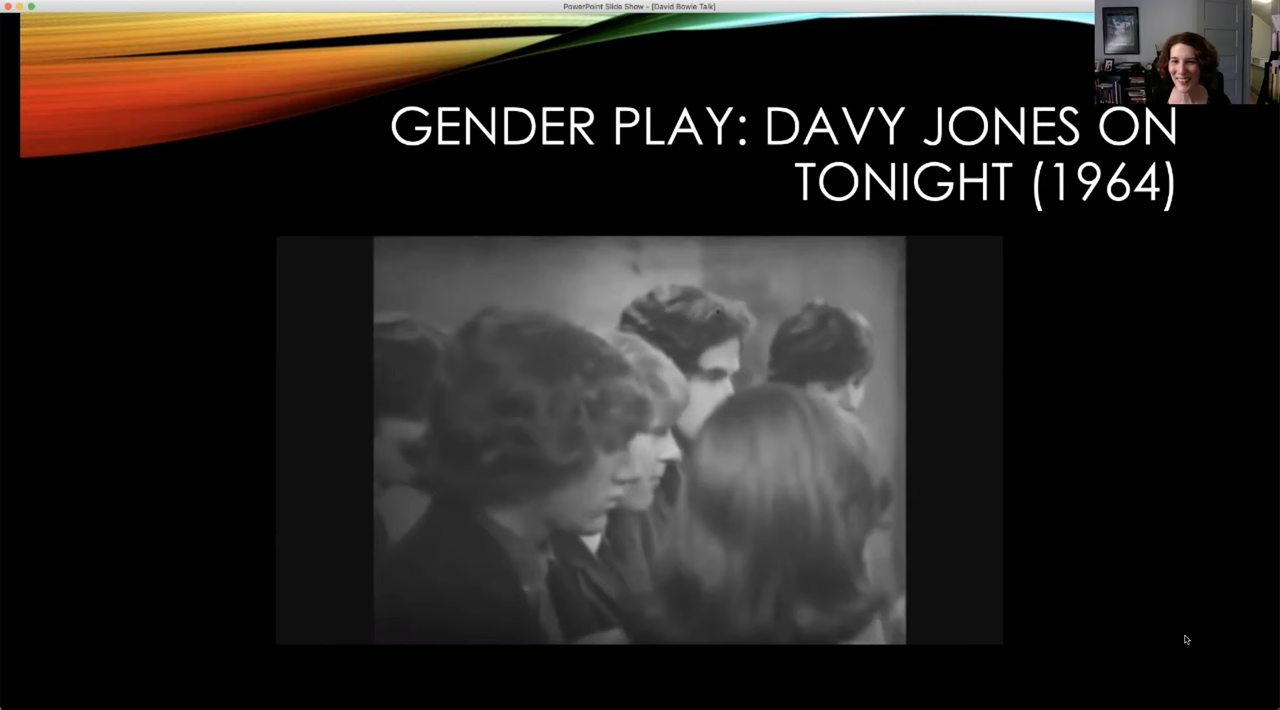 PowerPoint Slide Show - [David Bowie Talk]
GENDER PLAY: DAVY JONES ON
TONIGHT (1964)